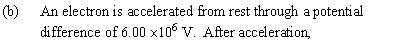 (b) An electron is accelerated from rest through a potential
difference of 6.00 ×10⁶ V. After acceleration,